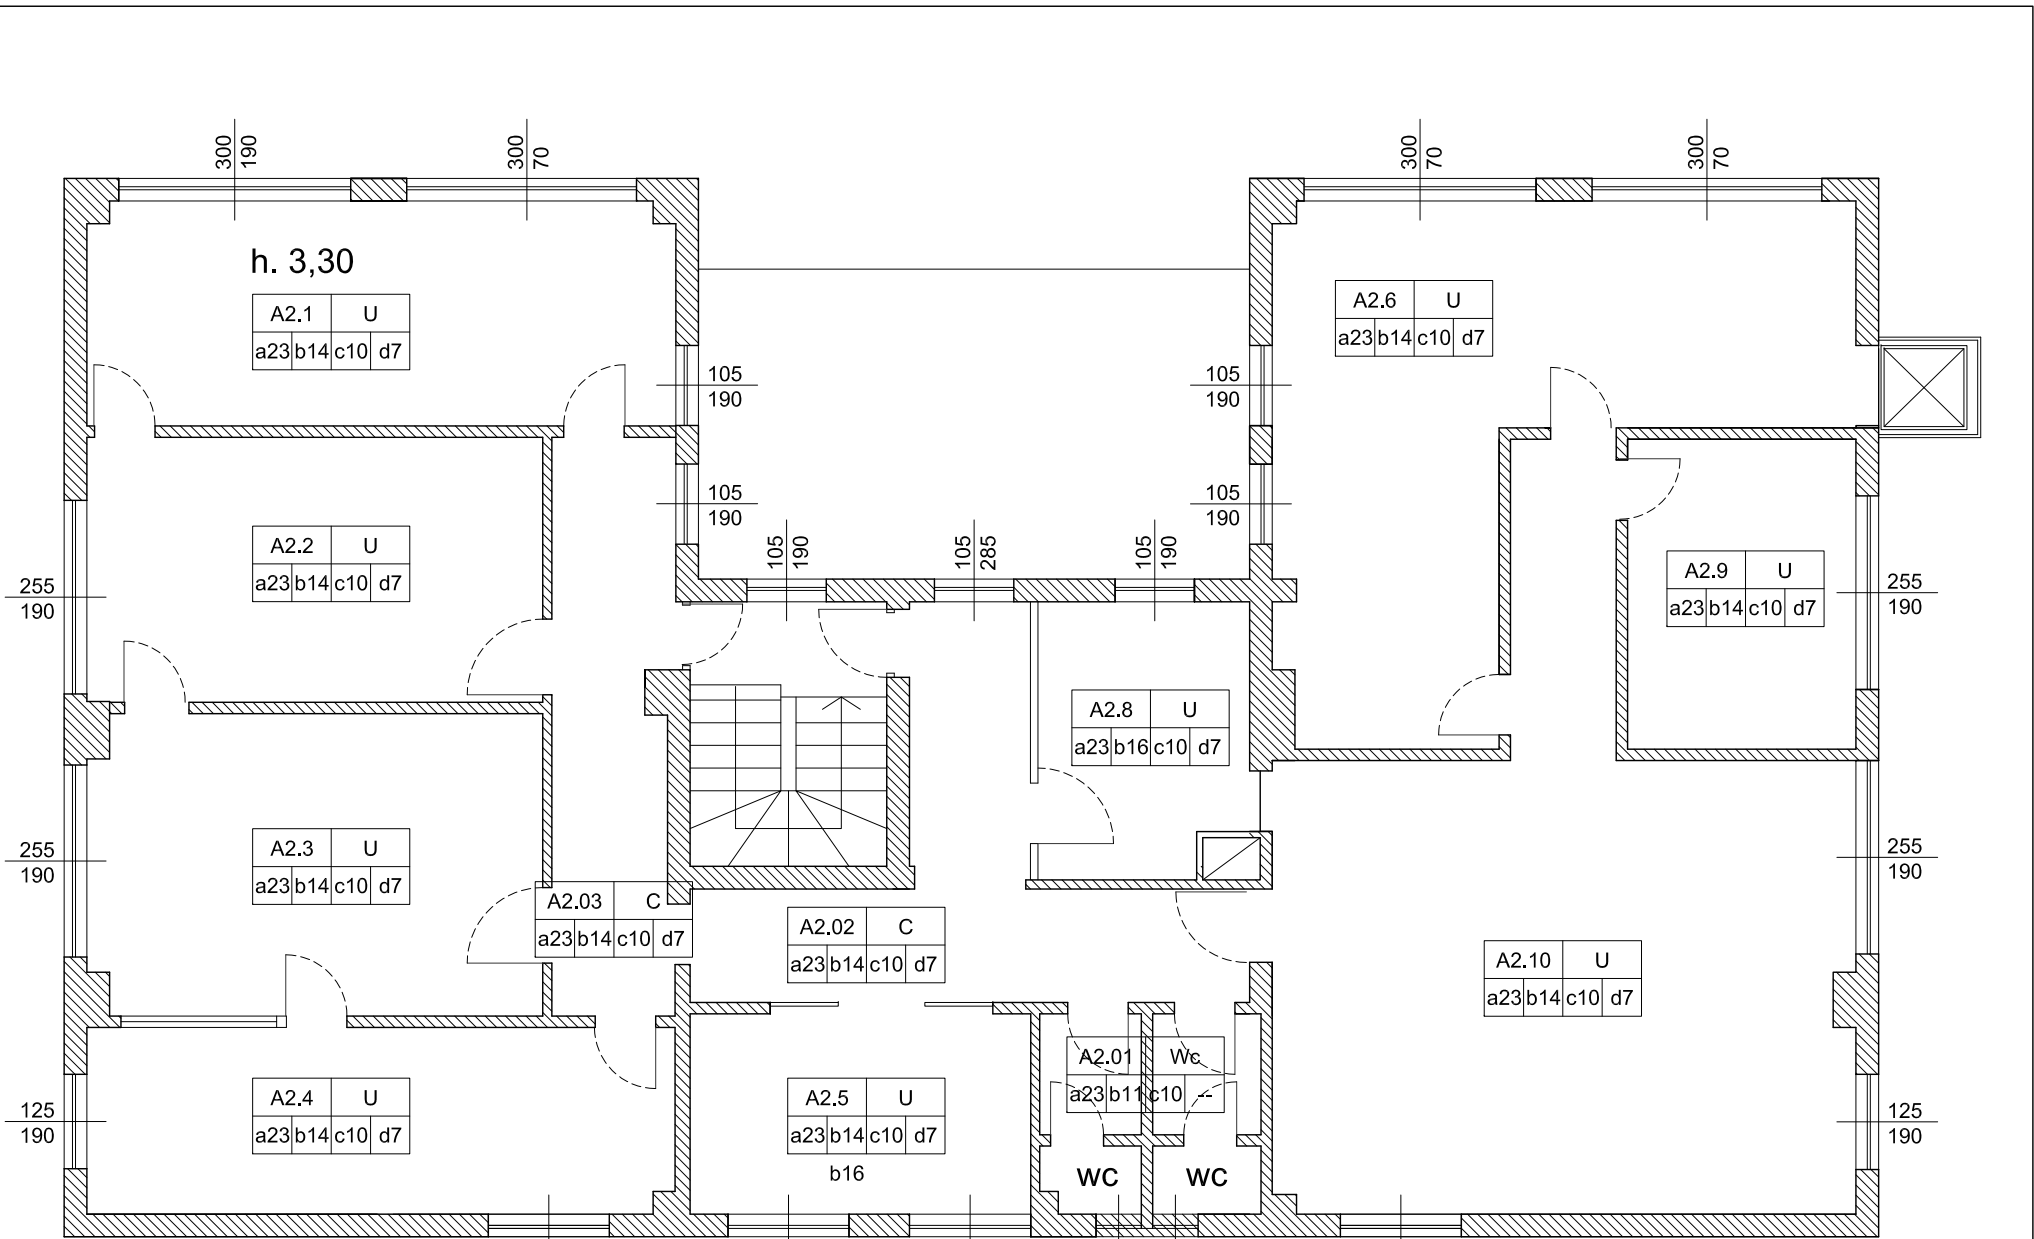 300
190
300
70
300
70
300
70
h. 3,30
A2.1 U
a23 b14 c10 d7
A2.6 U
a23 b14 c10 d7
105
190
105
190
105
190
105
190
105
190
105
285
105
190
A2.2 U
a23 b14 c10 d7
255
190
A2.9 U
a23 b14 c10 d7
255
190
A2.8 U
a23 b16 c10 d7
A2.3 U
a23 b14 c10 d7
255
190
255
190
A2.03 C
a23 b14 c10 d7
A2.02 C
a23 b14 c10 d7
A2.10 U
a23 b14 c10 d7
A2.01 Wc
a23 b11 c10 --
A2.4 U
a23 b14 c10 d7
125
190
A2.5 U
a23 b14 c10 d7
b16
125
190
WC WC